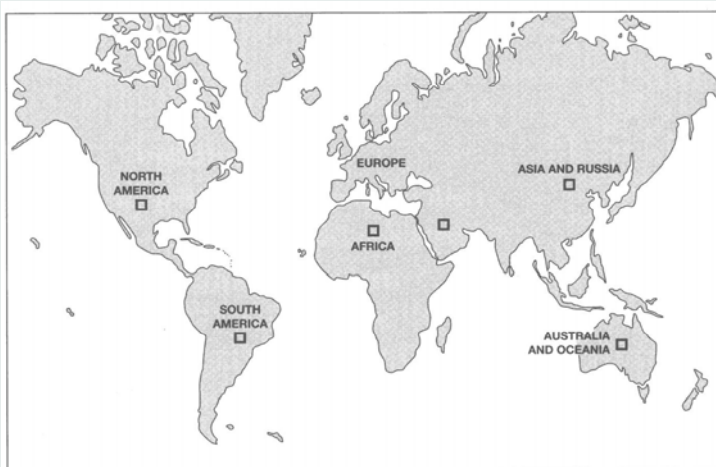 NORTH
AMERICA
EUROPE
ASIA AND RUSSIA
AFRICA
SOUTH
AMERICA
AUSTRALIA
AND OCEANIA